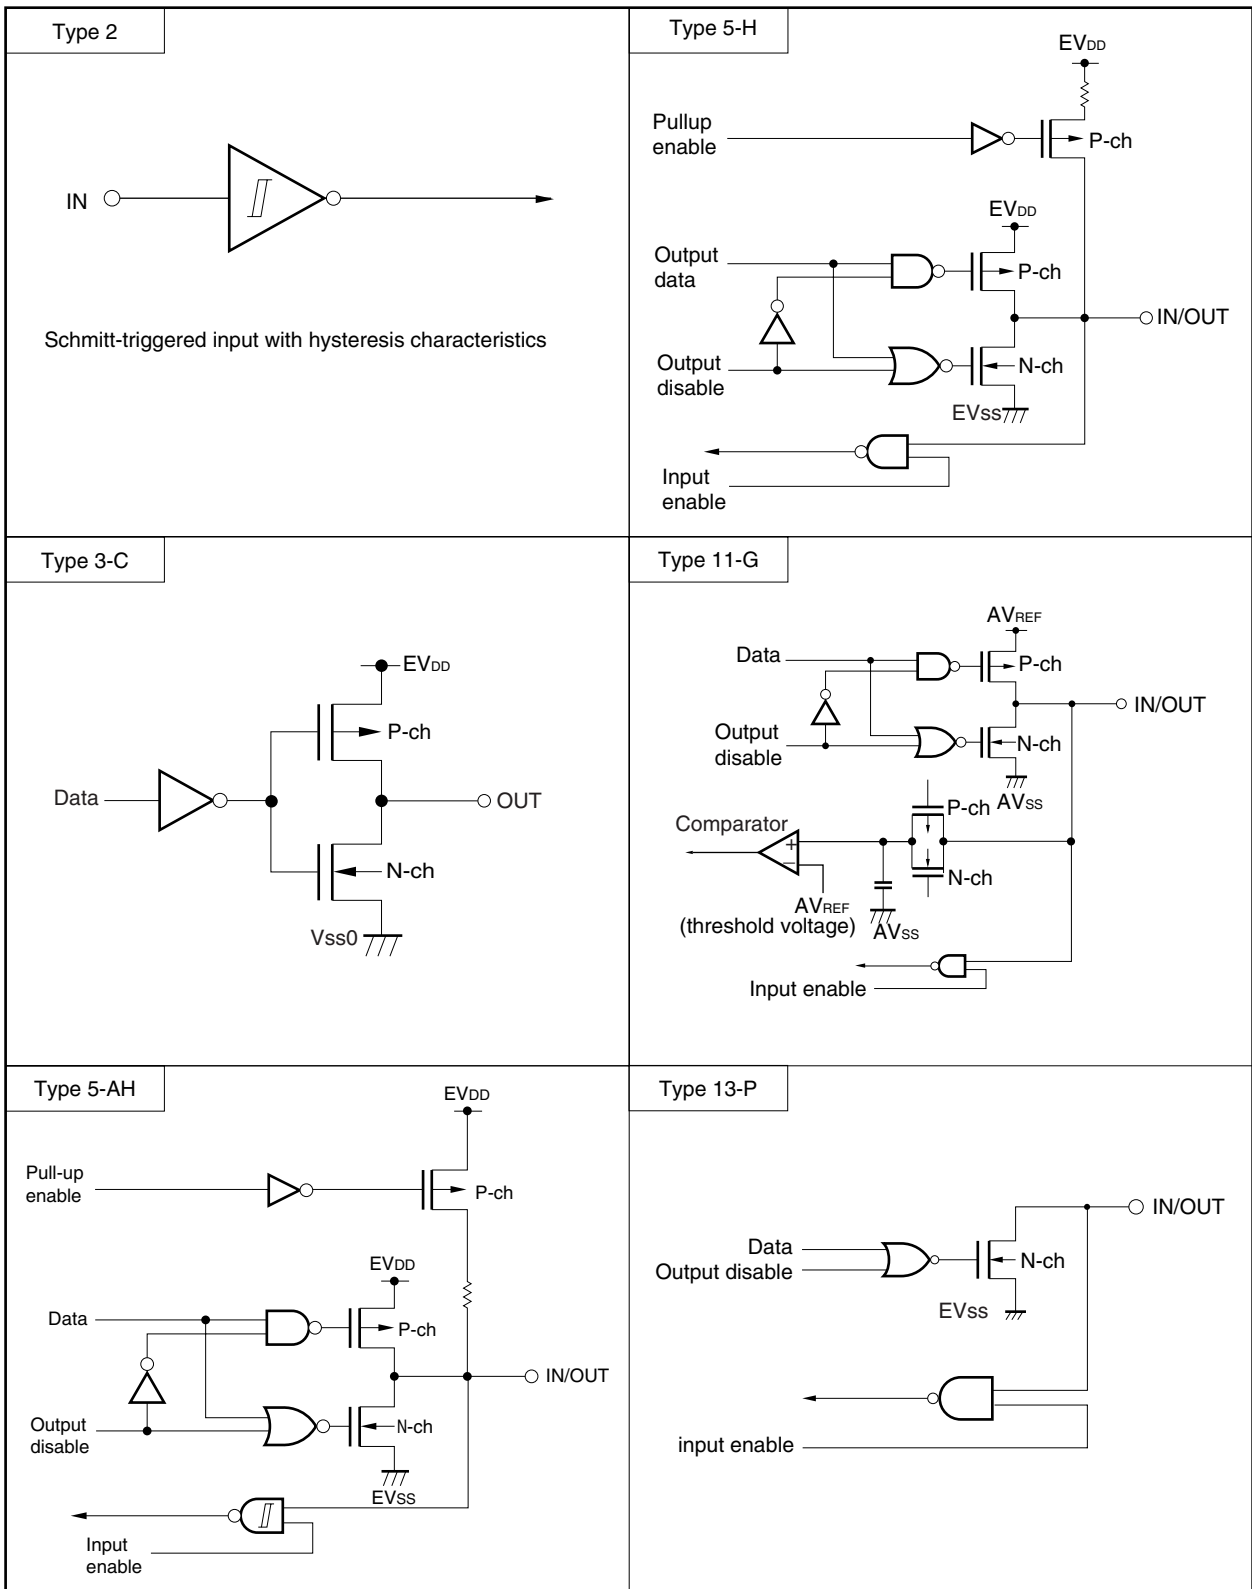 Type 2
IN
Schmitt-triggered input with hysteresis characteristics
Type 5-H
EVDD
Pullup
enable
P-ch
EVDD
Output
data
P-ch
IN/OUT
Output
disable
N-ch
EVSS
Input
enable
Type 3-C
EVDD
P-ch
Data
OUT
N-ch
VSS0
Type 11-G
AVREF
Data
P-ch
IN/OUT
Output
disable
N-ch
AVSS
P-ch
Comparator
+
−
N-ch
AVREF
(threshold voltage)
AVSS
Input enable
Type 5-AH
EVDD
Pull-up
enable
P-ch
EVDD
Data
P-ch
IN/OUT
Output
disable
N-ch
EVSS
Input
enable
Type 13-P
IN/OUT
Data
Output disable
N-ch
EVSS
input enable